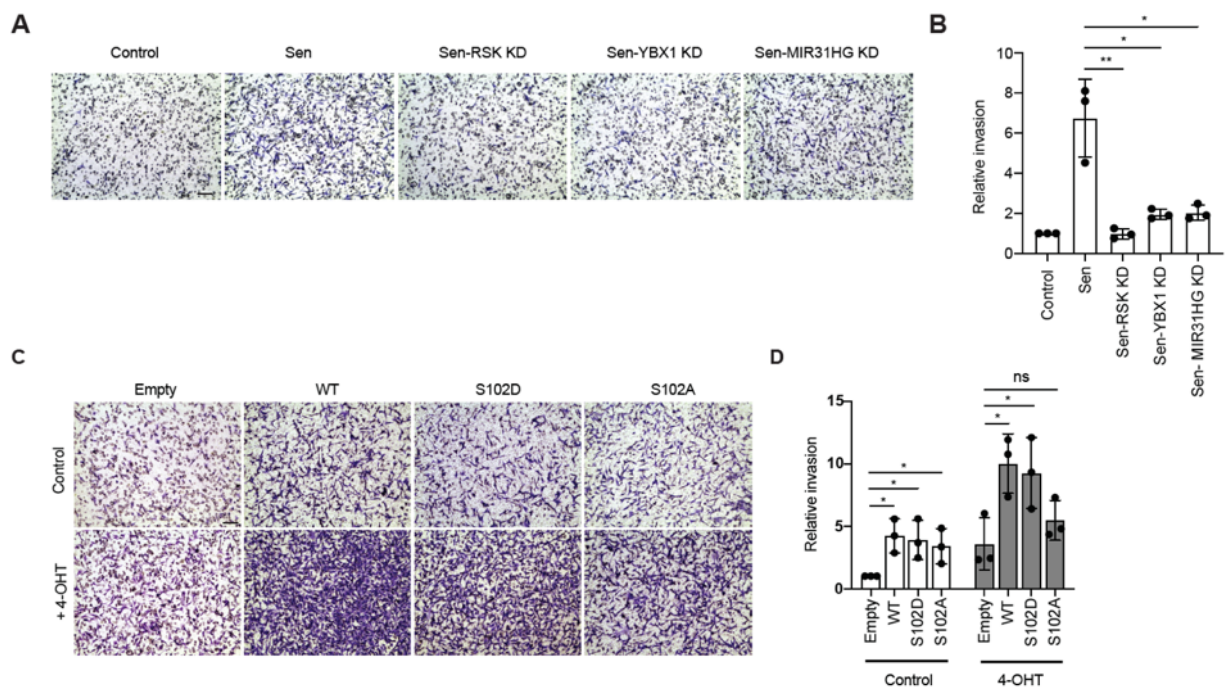 A
Control
Sen
Sen-RSK KD
Sen-YBX1 KD
Sen-MIR31HG KD
B
*
*
**
10
8
6
4
2
0
Relative invasion
Control
Sen
Sen-RSK KD
Sen-YBX1 KD
Sen- MIR31HG KD
C
Empty
WT
S102D
S102A
Control
+ 4-OHT
D
ns
*
*
*
*
*
15
10
5
0
Relative invasion
Empty
WT
S102D
S102A
Empty
WT
S102D
S102A
Control
4-OHT